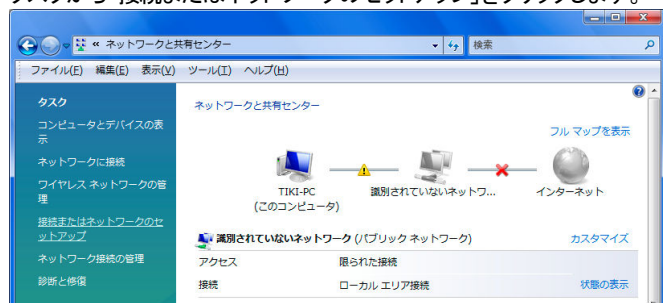 タスクから「接続またはネットワークのセットアップ」をクリックします。
« ネットワークと共有センター
検索
ファイル(F) 編集(E) 表示(V) ツール(T) ヘルプ(H)
タスク
コンピュータとデバイスの表
示
ネットワークに接続
ワイヤレス ネットワークの管
理
接続またはネットワークのセ
ットアップ
ネットワーク接続の管理
診断と修復
ネットワークと共有センター
フル マップを表示
TIKI-PC
(このコンピュータ)
識別されていないネットワ...
インターネット
識別されていないネットワーク (パブリック ネットワーク)
カスタマイズ
アクセス
限られた接続
接続
ローカル エリア接続
状態の表示